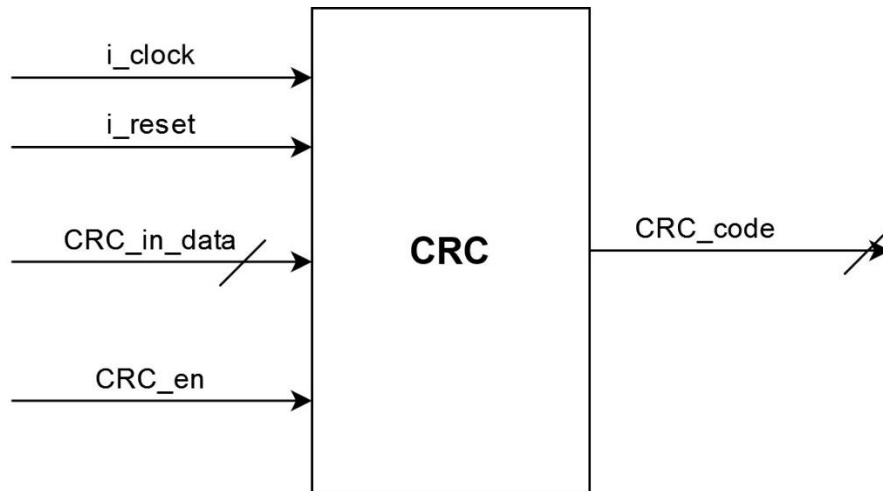 i_clock
i_reset
CRC_in_data
CRC_en
CRC
CRC_code